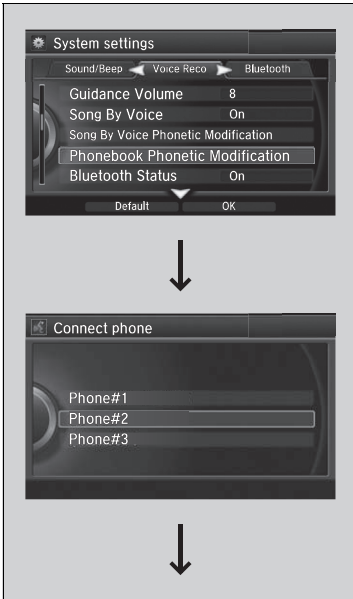 System settings
Sound/Beep Voice Reco Bluetooth
Guidance Volume 8
Song By Voice On
Song By Voice Phonetic Modification
Phonebook Phonetic Modification
Bluetooth Status On
Default OK
Connect phone
Phone#1
Phone#2
Phone#3